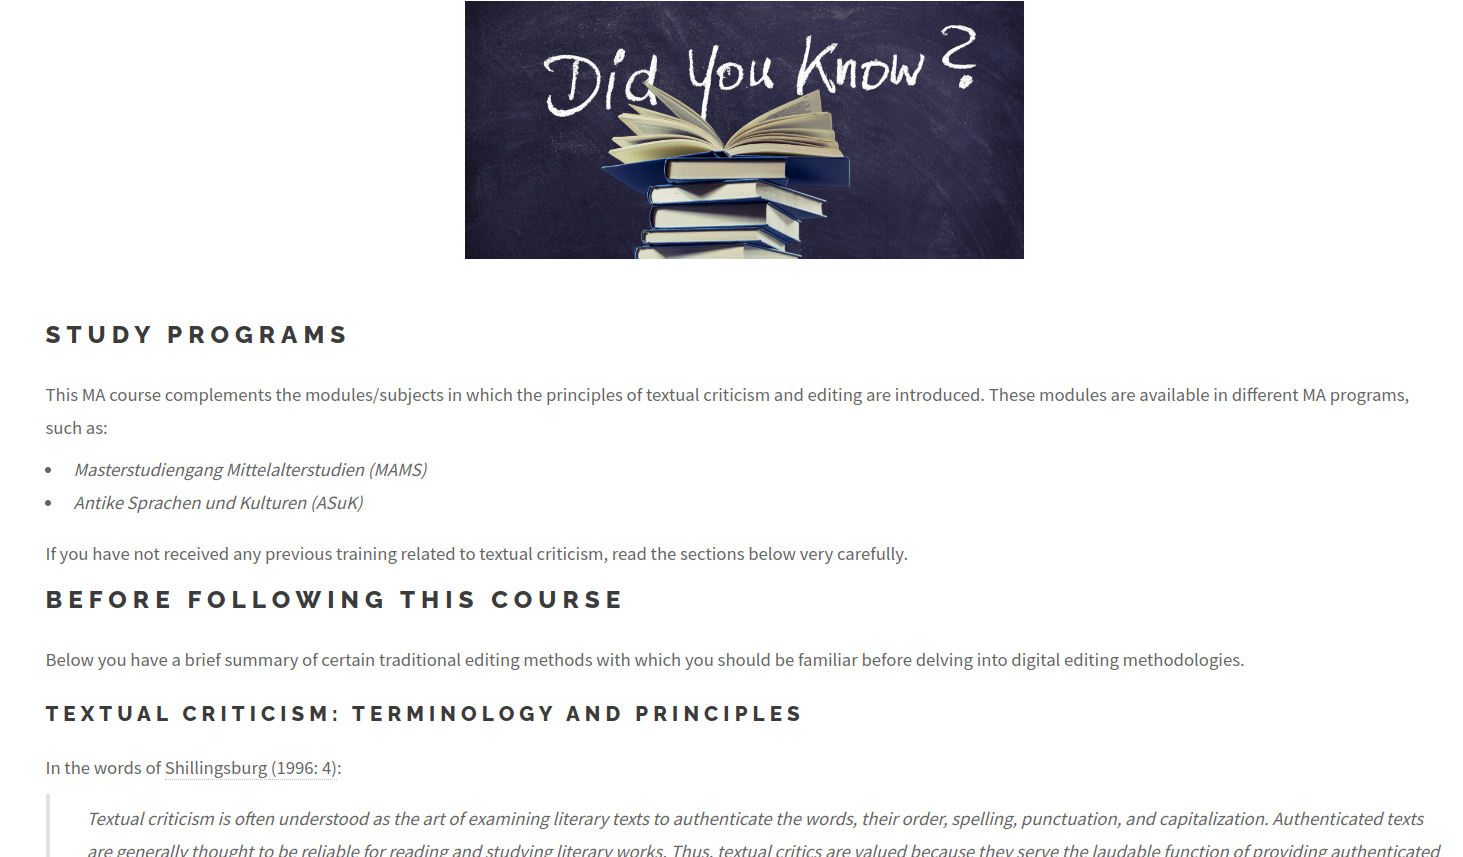 Did you know?
STUDY PROGRAMS
This MA course complements the modules/subjects in which the principles of textual criticism and editing are introduced. These modules are available in different MA programs,
such as:
• Masterstudiengang Mittelalterstudien (MAMS)
• Antike Sprachen und Kulturen (ASuK)
If you have not received any previous training related to textual criticism, read the sections below very carefully.
BEFORE FOLLOWING THIS COURSE
Below you have a brief summary of certain traditional editing methods with which you should be familiar before delving into digital editing methodologies.
TEXTUAL CRITICISM: TERMINOLOGY AND PRINCIPLES
In the words of Shillingsburg (1996: 4):
Textual criticism is often understood as the art of examining literary texts to authenticate the words, their order, spelling, punctuation, and capitalization. Authenticated texts
are generally thought to be reliable for reading and studying literary works. Thus, textual critics are valued because they serve the laudable function of providing authenticated